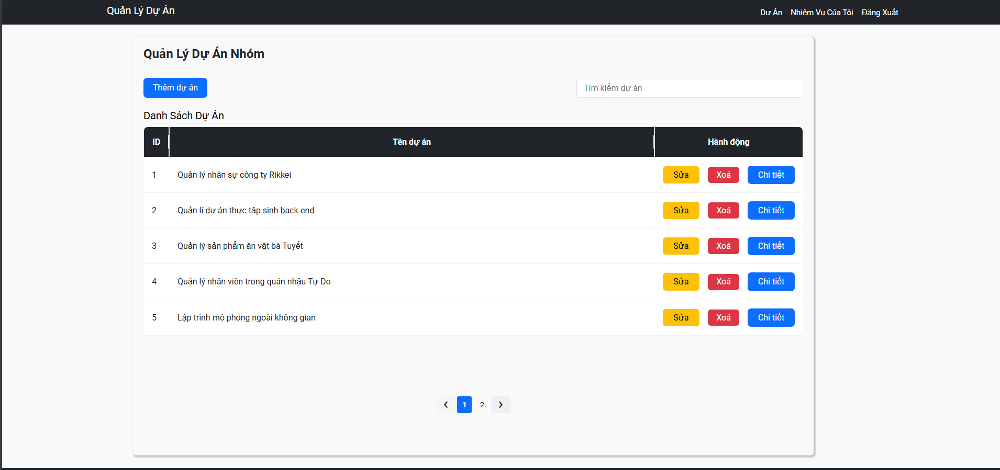 Quản Lý Dự Án
Dự Án Nhiệm Vụ Của Tôi Đăng Xuất
Quản Lý Dự Án Nhóm
Thêm dự án
Tìm kiếm dự án
Danh Sách Dự Án
ID Tên dự án Hành động
1 Quản lý nhân sự công ty Rikkei Sửa Xoá Chi tiết
2 Quản lí dự án thực tập sinh back-end Sửa Xoá Chi tiết
3 Quản lý sản phẩm ăn vặt bà Tuyết Sửa Xoá Chi tiết
4 Quản lý nhân viên trong quán nhậu Tự Do Sửa Xoá Chi tiết
5 Lập trinh mô phỏng ngoài không gian Sửa Xoá Chi tiết
1 2